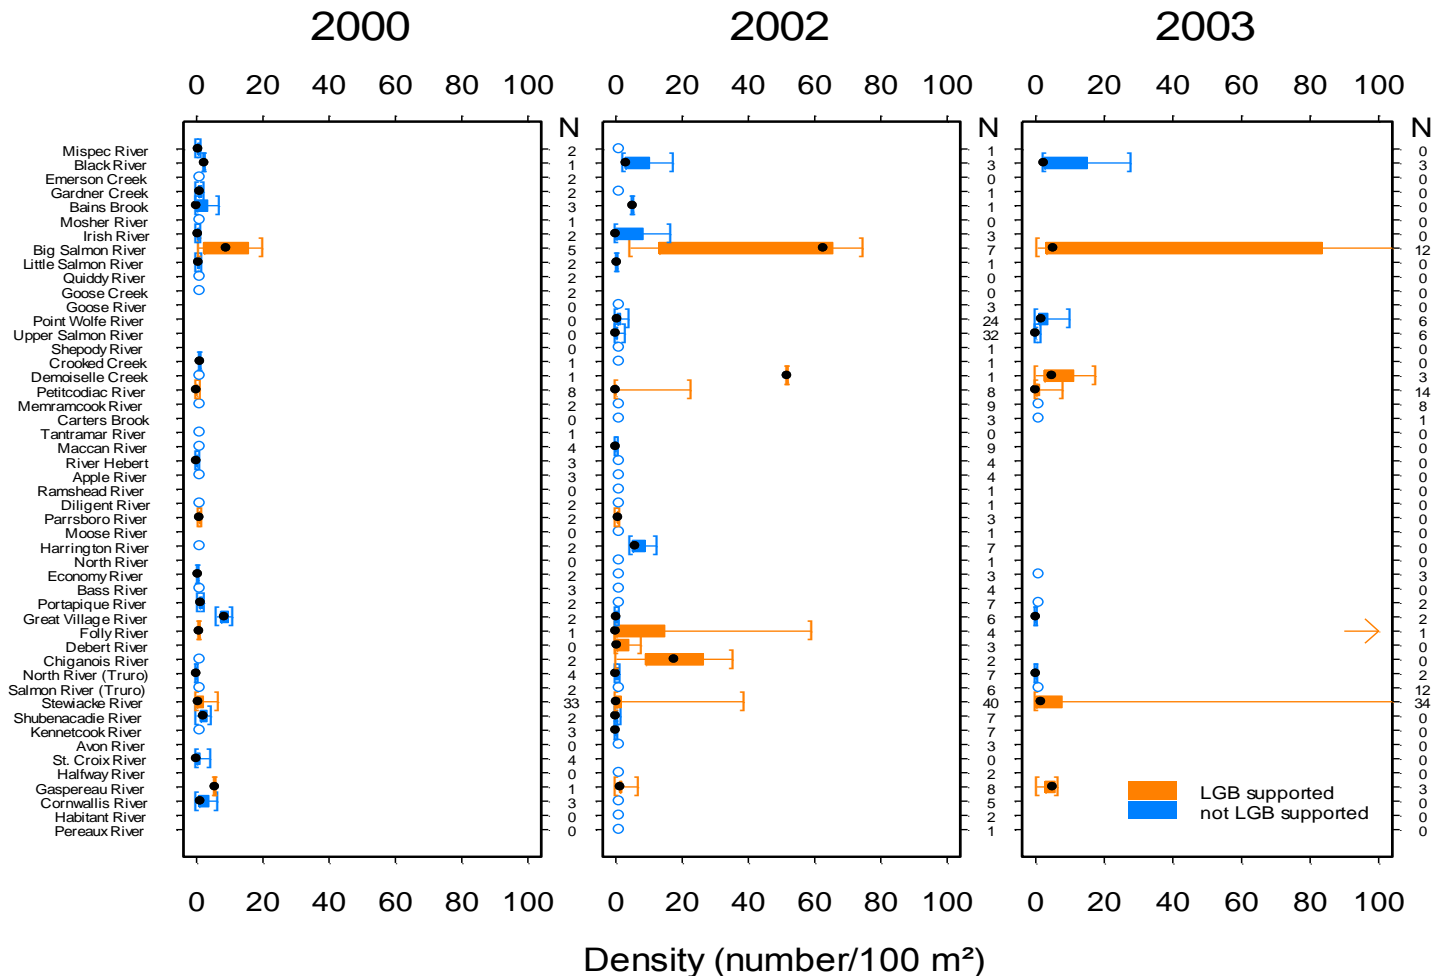 2000 2002 2003
0 20 40 60 80 100 0 20 40 60 80 100 0 20 40 60 80 100
N N N
Mispec River 2 1 0
Black River 1 3 3
Emerson Creek 2 0 0
Gardner Creek 2 1 0
Bains Brook 3 1 0
Mosher River 1 0 0
Irish River 2 3 0
Big Salmon River 5 7 12
Little Salmon River 2 1 0
Quiddy River 2 0 0
Goose Creek 2 0 0
Goose River 0 3 0
Point Wolfe River 0 24 6
Upper Salmon River 0 32 6
Shepody River 0 1 0
Crooked Creek 1 1 0
Demoiselle Creek 1 1 3
Petitcodiac River 8 8 14
Memramcook River 2 9 8
Carters Brook 0 3 1
Tantramar River 1 0 0
Maccan River 4 9 0
River Hebert 3 4 0
Apple River 3 4 0
Ramshead River 0 1 0
Diligent River 2 1 0
Parrsboro River 2 3 0
Moose River 0 1 0
Harrington River 2 7 0
North River 0 1 0
Economy River 2 3 3
Bass River 3 4 0
Portapique River 2 7 2
Great Village River 2 6 2
Folly River 1 4 1
Debert River 0 3 0
Chiganois River 2 2 0
North River (Truro) 4 7 2
Salmon River (Truro) 2 6 12
Stewiacke River 33 40 34
Shubenacadie River 2 7 0
Kennetcook River 3 7 0
Avon River 0 3 0
St. Croix River 4 0 0
Halfway River 0 2 0
Gaspereau River 1 8 3
Cornwallis River 3 5 0
Habitant River 0 2 0
Pereaux River 0 1 0
LGB supported
not LGB supported
0 20 40 60 80 100 0 20 40 60 80 100 0 20 40 60 80 100
Density (number/100 m²)